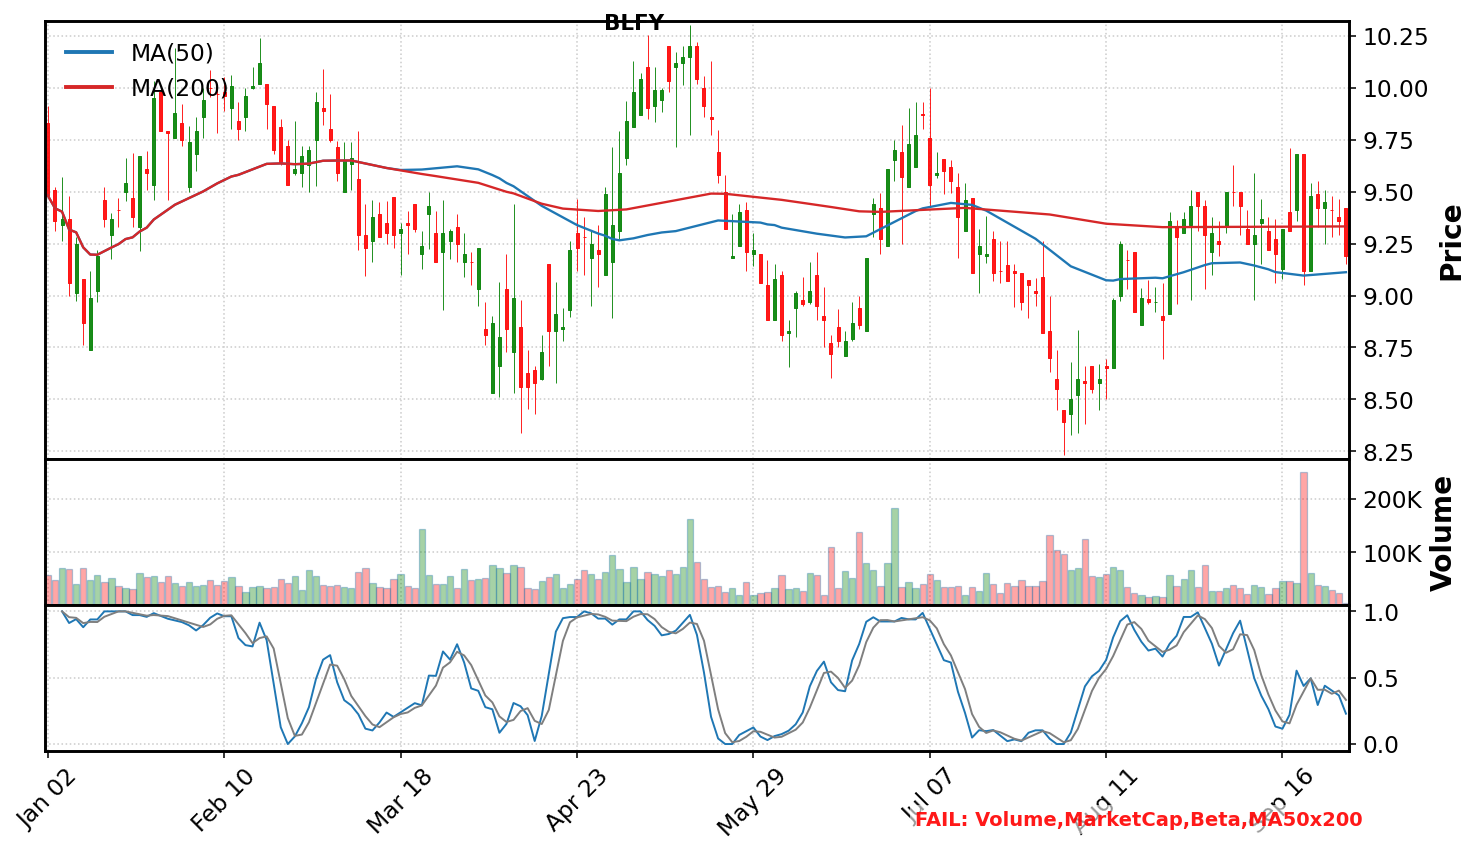 BLFY
MA(50)
MA(200)
10.25
10.00
9.75
9.50
9.25
9.00
8.75
8.50
8.25
Price
200K
100K
Volume
1.0
0.5
0.0
Jan 02
Feb 10
Mar 18
Apr 23
May 29
Jul 07
Aug 11
Sep 16
FAIL: Volume,MarketCap,Beta,MA50x200